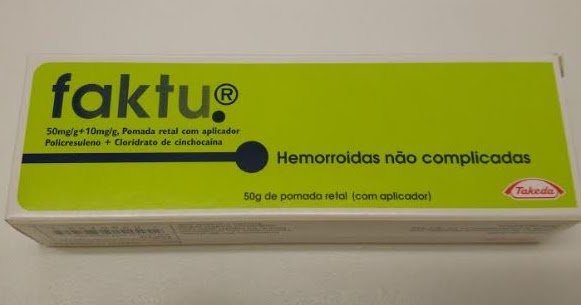 faktu.®
50mg/g+10mg/g, Pomada retal com aplicador
Policresuleno + Cloridrato de cinchocaína
Hemorroidas não complicadas
50g de pomada retal (com aplicador)
Takeda